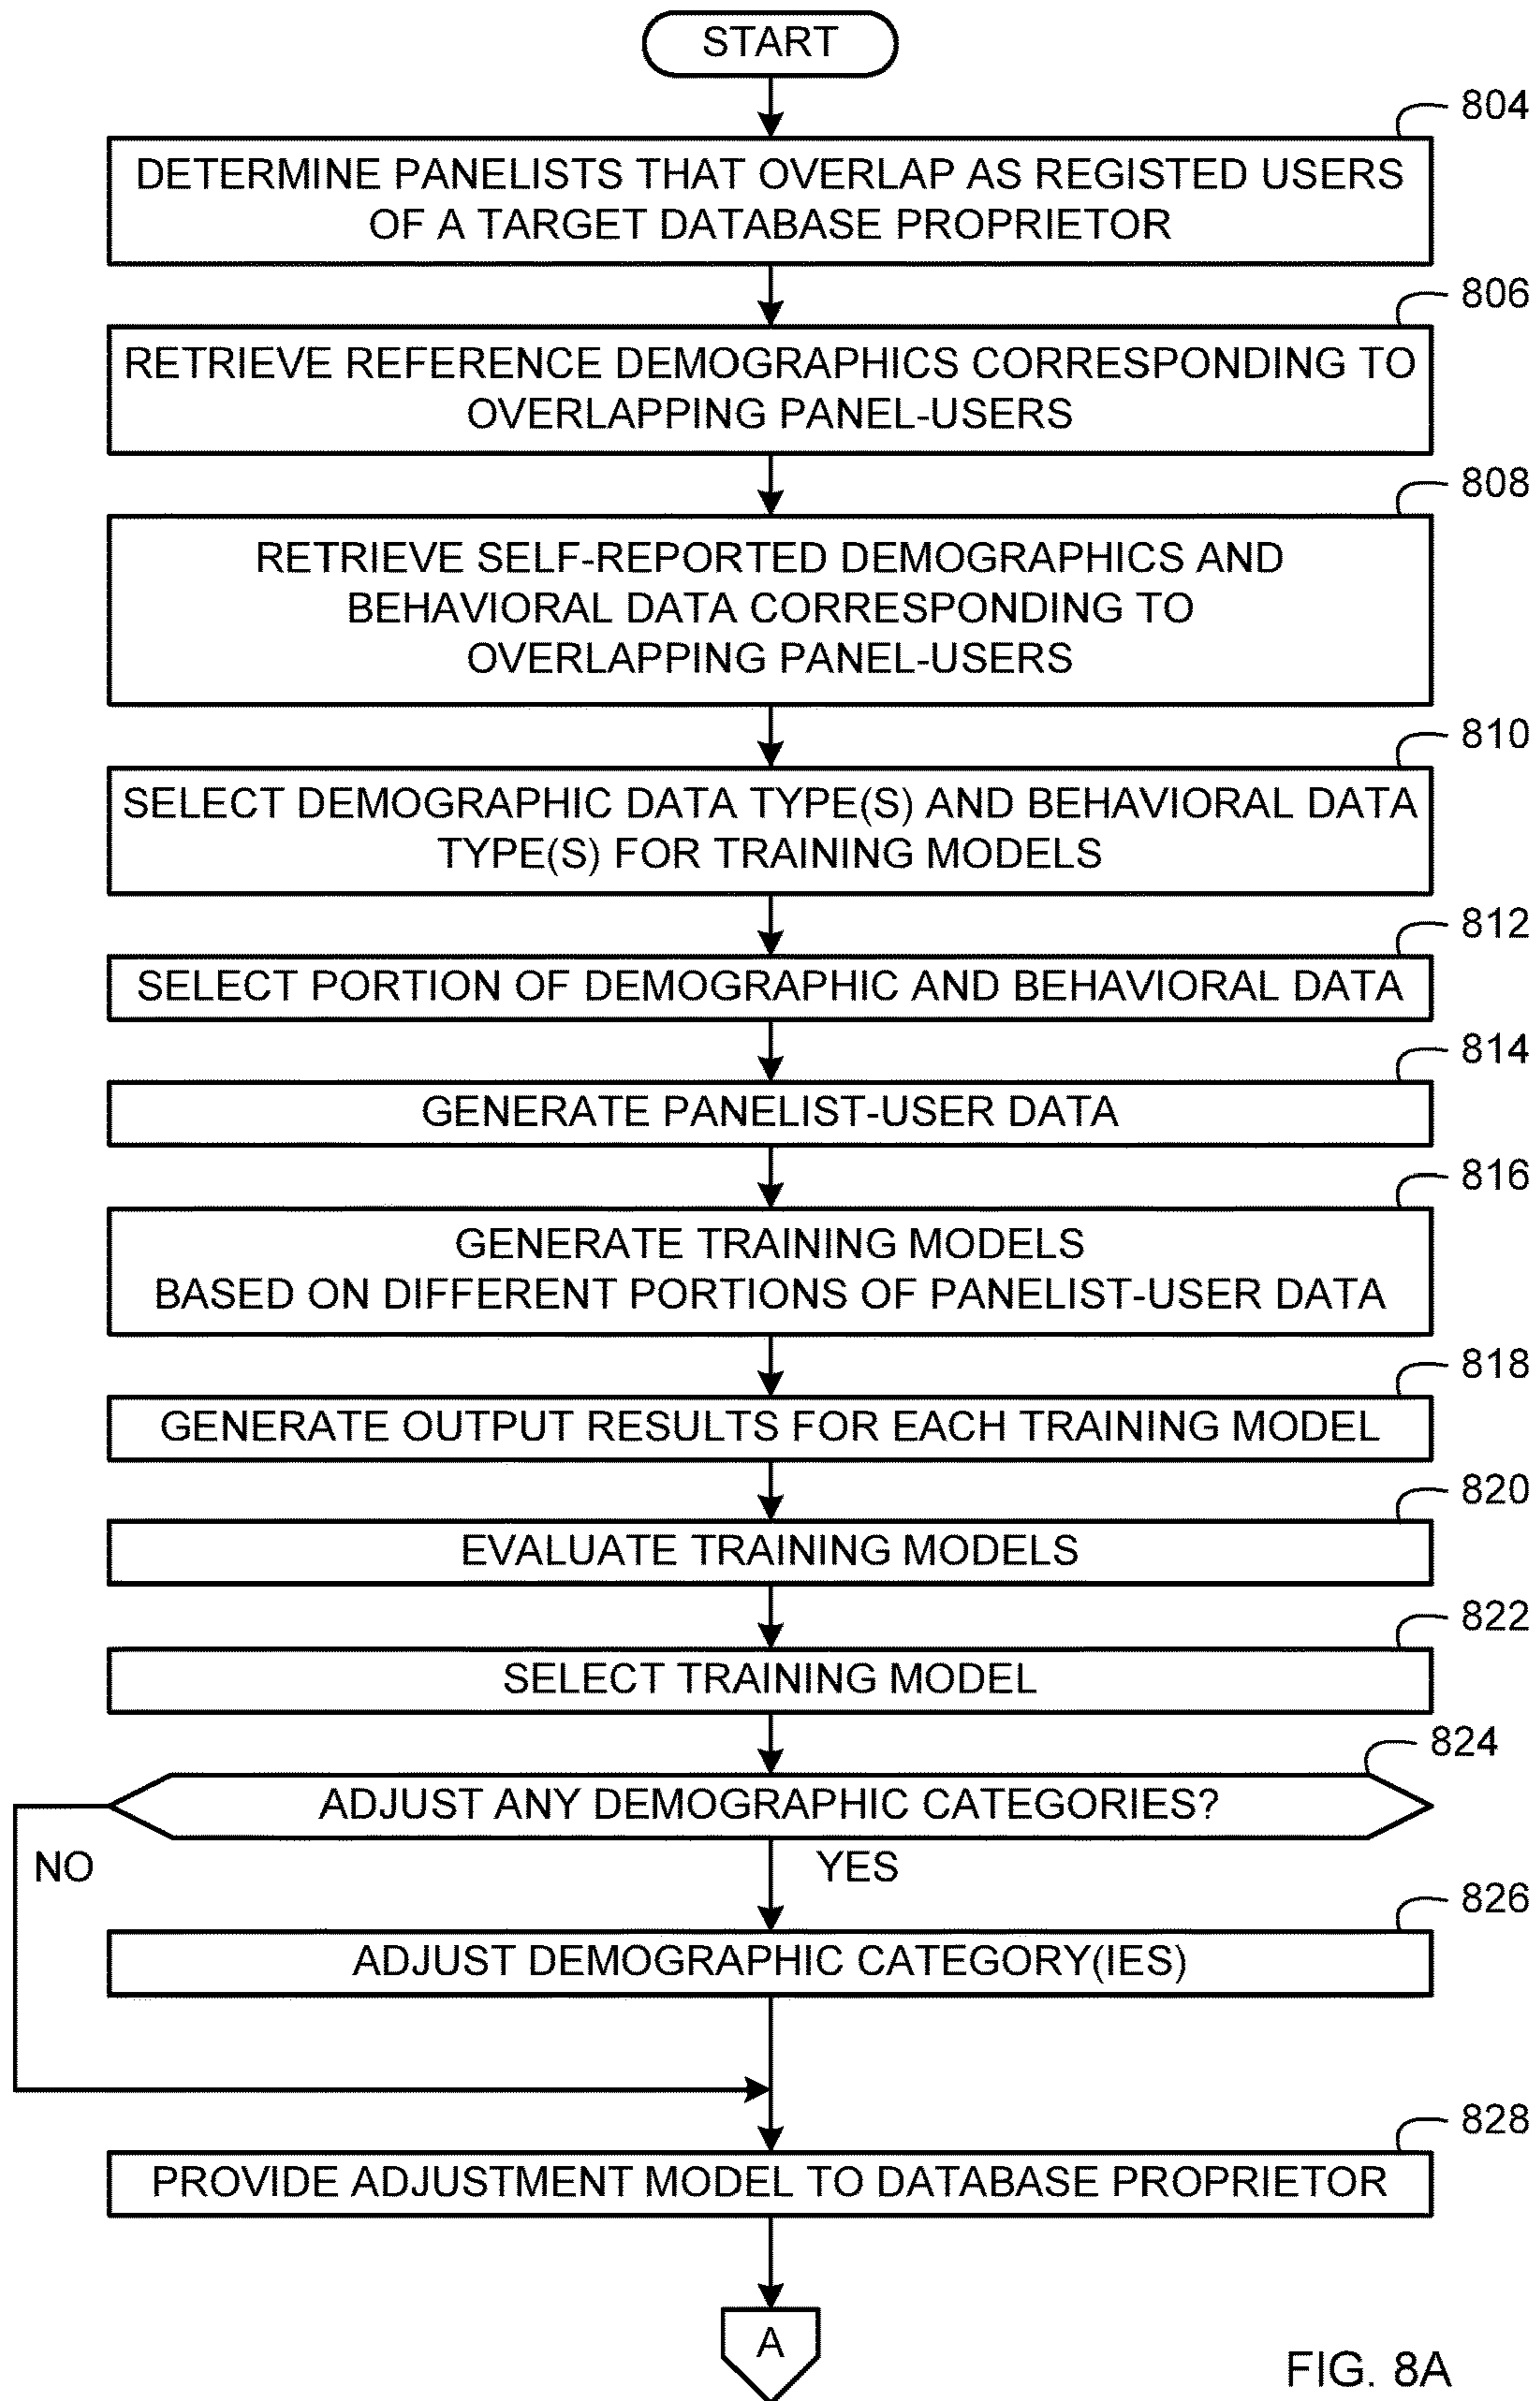 START
804
DETERMINE PANELISTS THAT OVERLAP AS REGISTED USERS
OF A TARGET DATABASE PROPRIETOR
806
RETRIEVE REFERENCE DEMOGRAPHICS CORRESPONDING TO
OVERLAPPING PANEL-USERS
808
RETRIEVE SELF-REPORTED DEMOGRAPHICS AND
BEHAVIORAL DATA CORRESPONDING TO
OVERLAPPING PANEL-USERS
810
SELECT DEMOGRAPHIC DATA TYPE(S) AND BEHAVIORAL DATA
TYPE(S) FOR TRAINING MODELS
812
SELECT PORTION OF DEMOGRAPHIC AND BEHAVIORAL DATA
814
GENERATE PANELIST-USER DATA
816
GENERATE TRAINING MODELS
BASED ON DIFFERENT PORTIONS OF PANELIST-USER DATA
818
GENERATE OUTPUT RESULTS FOR EACH TRAINING MODEL
820
EVALUATE TRAINING MODELS
822
SELECT TRAINING MODEL
824
ADJUST ANY DEMOGRAPHIC CATEGORIES?
NO
YES
826
ADJUST DEMOGRAPHIC CATEGORY(IES)
828
PROVIDE ADJUSTMENT MODEL TO DATABASE PROPRIETOR
A
FIG. 8A